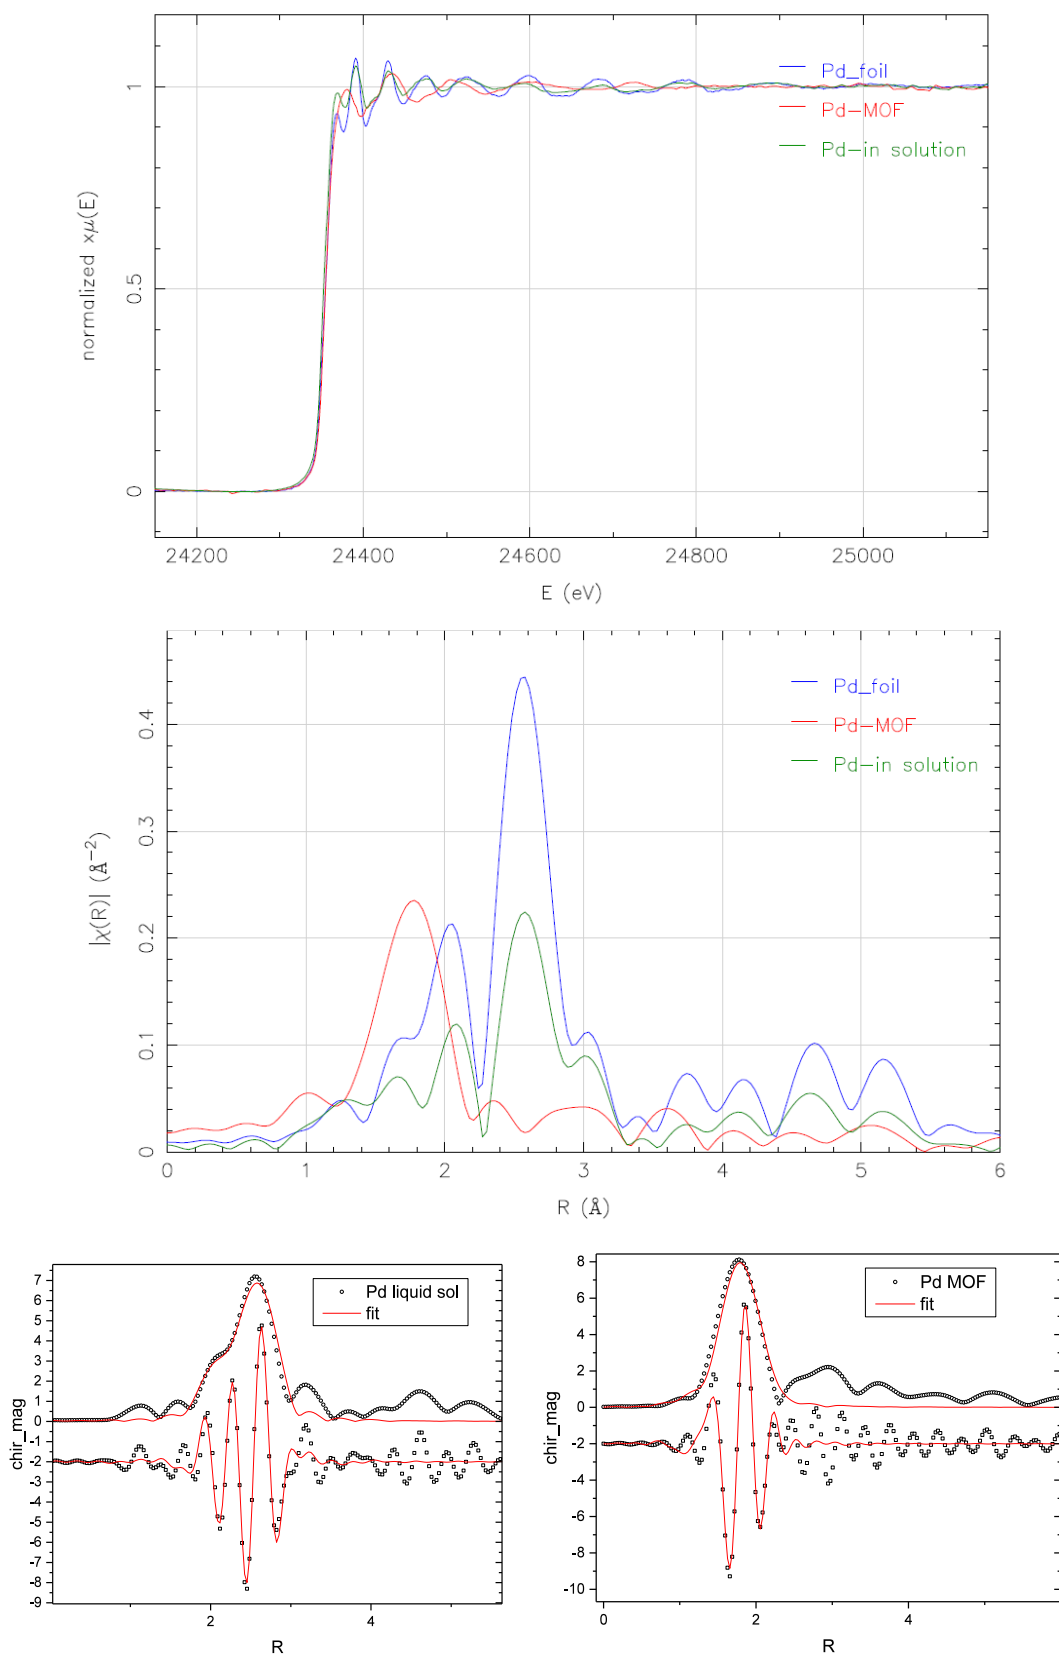 1
0.5
0
normalized xμ(E)
Pd_foil
Pd-MOF
Pd-in solution
24200
24400
24600
24800
25000
E (eV)
0.4
0.3
0.2
0.1
0
|χ(R)| (Å⁻²)
Pd_foil
Pd-MOF
Pd-in solution
0
1
2
3
4
5
6
R (Å)
7
6
5
4
3
2
1
0
-1
-2
-3
-4
-5
-6
-7
-8
-9
chir_mag
Pd liquid sol
fit
2
4
R
8
6
4
2
0
-2
-4
-6
-8
-10
chir_mag
Pd MOF
fit
0
2
4
R